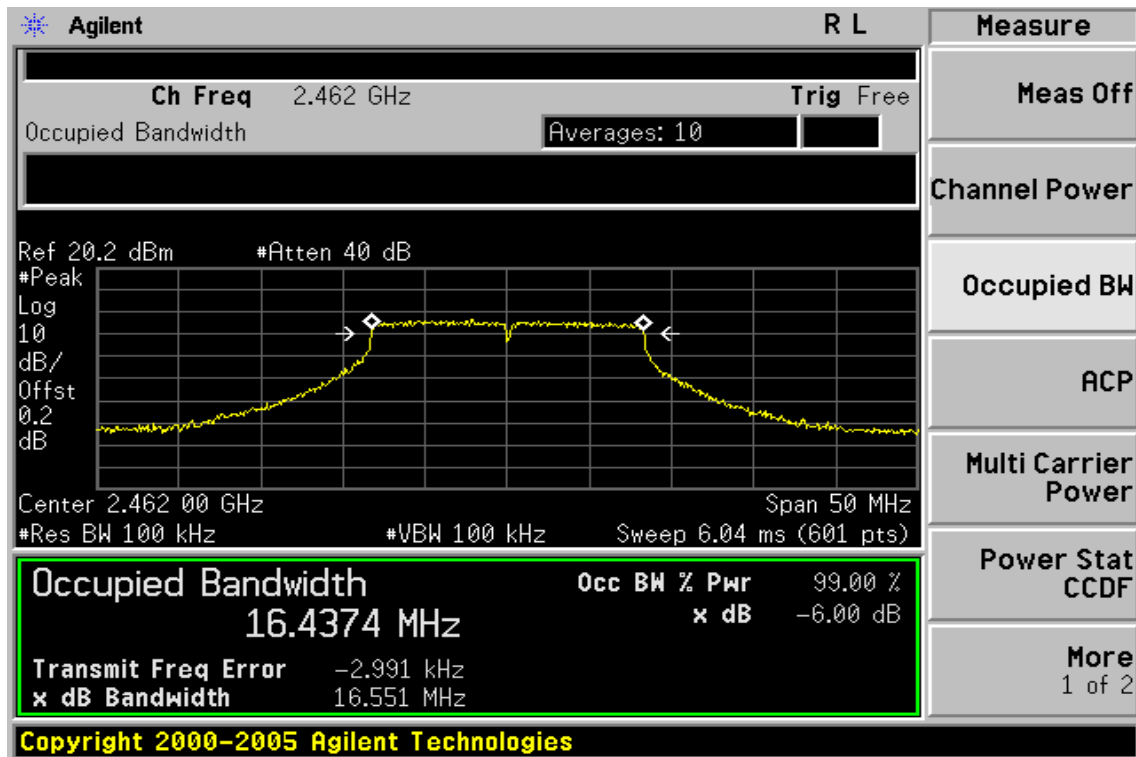 Agilent R L
Ch Freq 2.462 GHz Trig Free
Occupied Bandwidth Averages: 10
Ref 20.2 dBm #Atten 40 dB
#Peak
Log
10
dB/
Offst
0.2
dB
Center 2.462 00 GHz Span 50 MHz
#Res BW 100 kHz #VBW 100 kHz Sweep 6.04 ms (601 pts)
Occupied Bandwidth Occ BW % Pwr 99.00 %
16.4374 MHz x dB -6.00 dB
Transmit Freq Error -2.991 kHz
x dB Bandwidth 16.551 MHz
Copyright 2000-2005 Agilent Technologies
Measure
Meas Off
Channel Power
Occupied BW
ACP
Multi Carrier
Power
Power Stat
CCDF
More
1 of 2